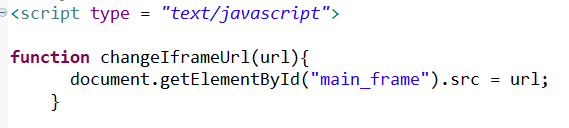 <script type = "text/javascript">
function changeIframeUrl(url){
document.getElementById("main_frame").src = url;
}